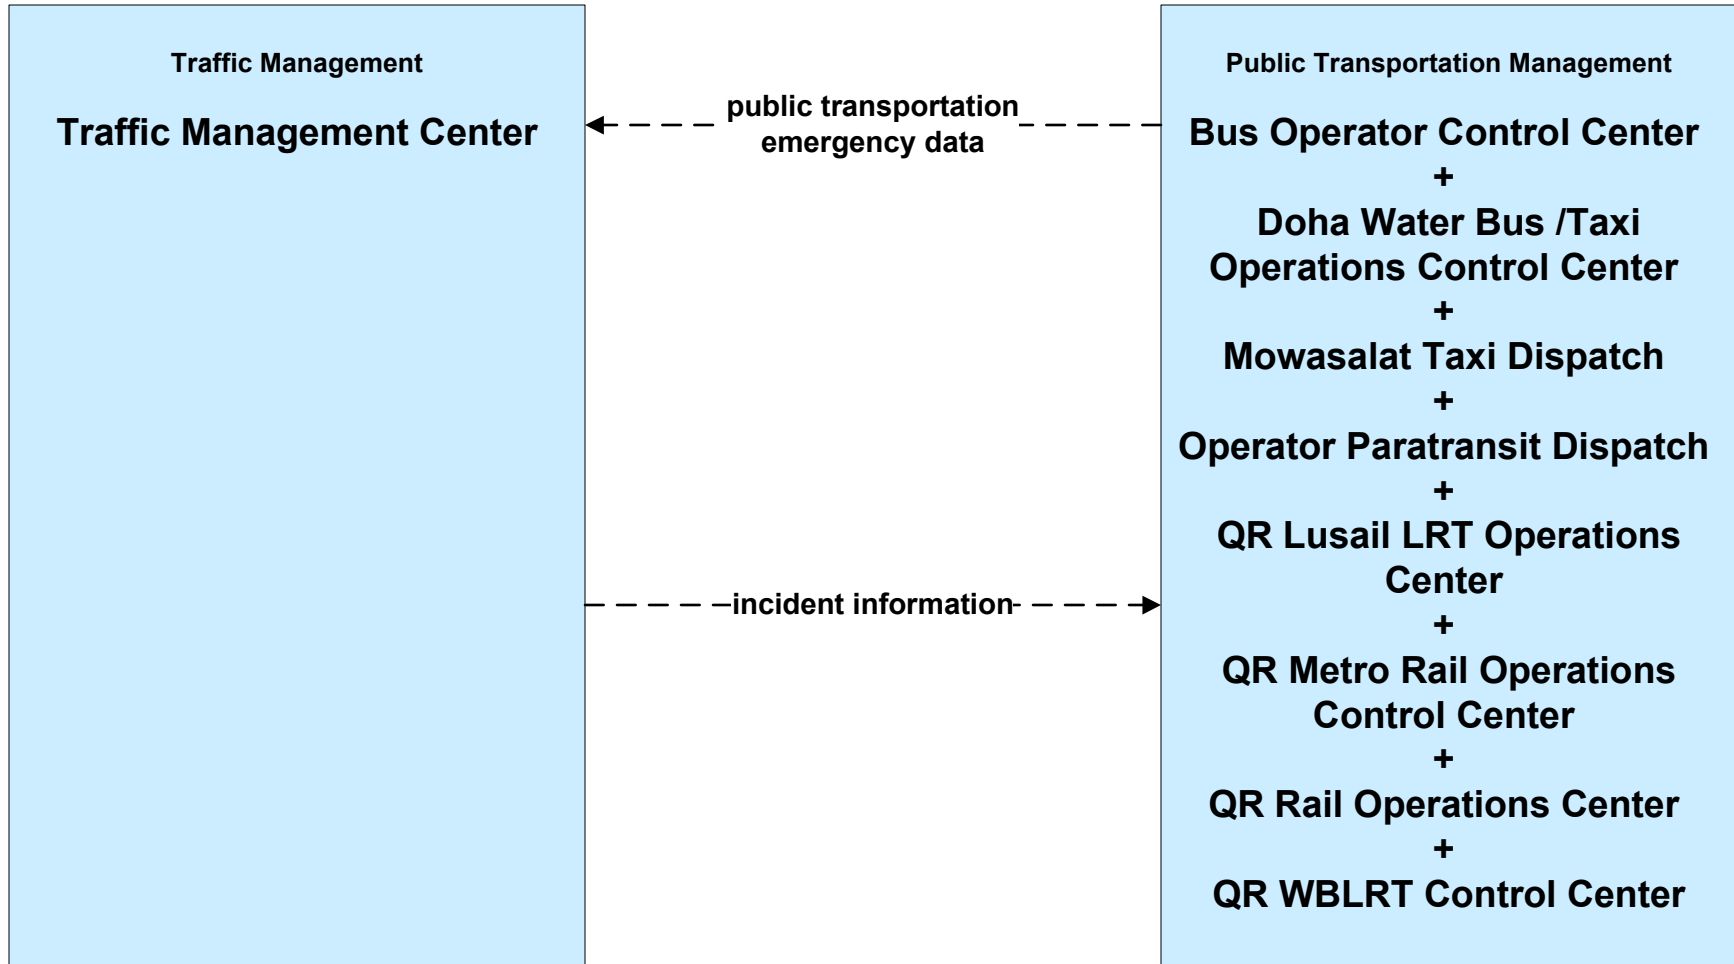 Traffic Management
Traffic Management Center
public transportation
emergency data
incident information
Public Transportation Management
Bus Operator Control Center
+
Doha Water Bus /Taxi
Operations Control Center
+
Mowasalat Taxi Dispatch
+
Operator Paratransit Dispatch
+
QR Lusail LRT Operations
Center
+
QR Metro Rail Operations
Control Center
+
QR Rail Operations Center
+
QR WBLRT Control Center